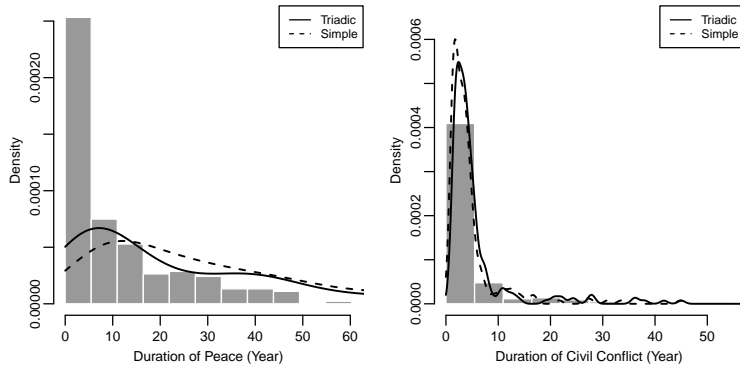 Triadic
Simple
Density
0.00000 0.00010 0.00020
0 10 20 30 40 50 60
Duration of Peace (Year)
Triadic
Simple
Density
0.0000 0.0002 0.0004 0.0006
0 10 20 30 40 50
Duration of Civil Conflict (Year)